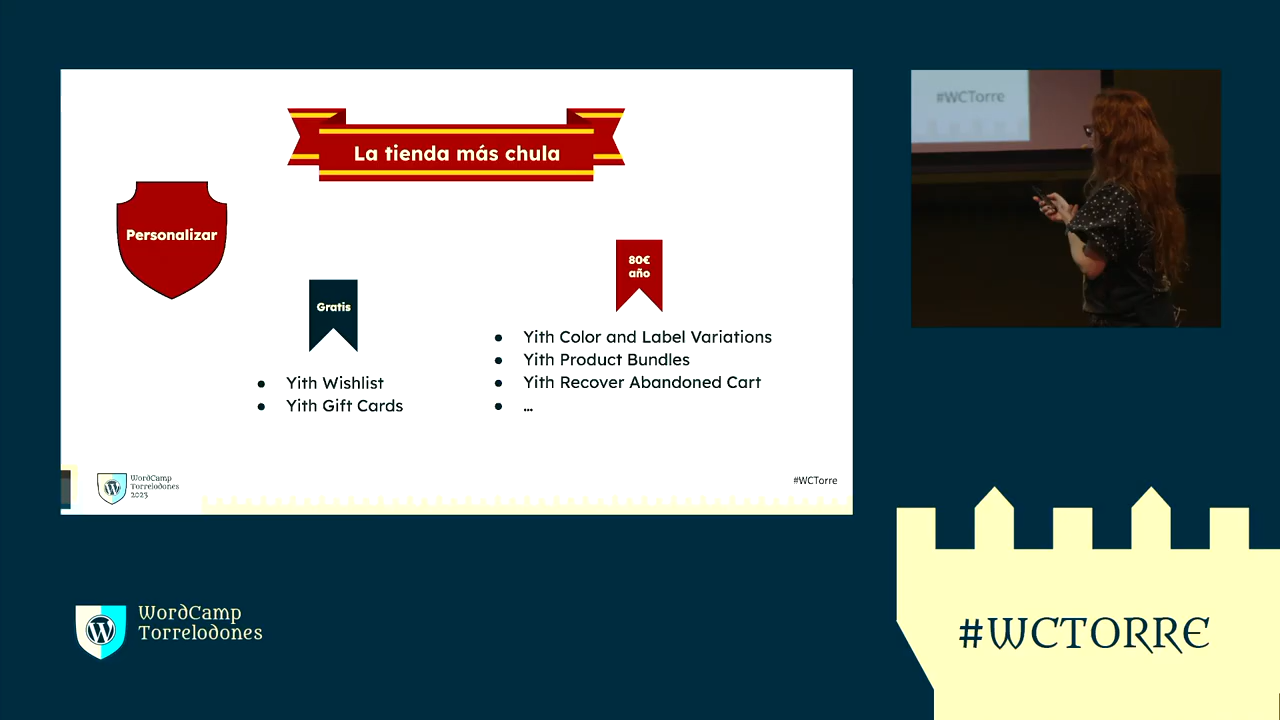 La tienda más chula
Personalizar
80€
año
Gratis
Yith Color and Label Variations
Yith Product Bundles
Yith Recover Abandoned Cart
...
Yith Wishlist
Yith Gift Cards
WordCamp
Torrelodones
2023
#WCTorre
#WCTorre
WordCamp
Torrelodones
#WCTORRE